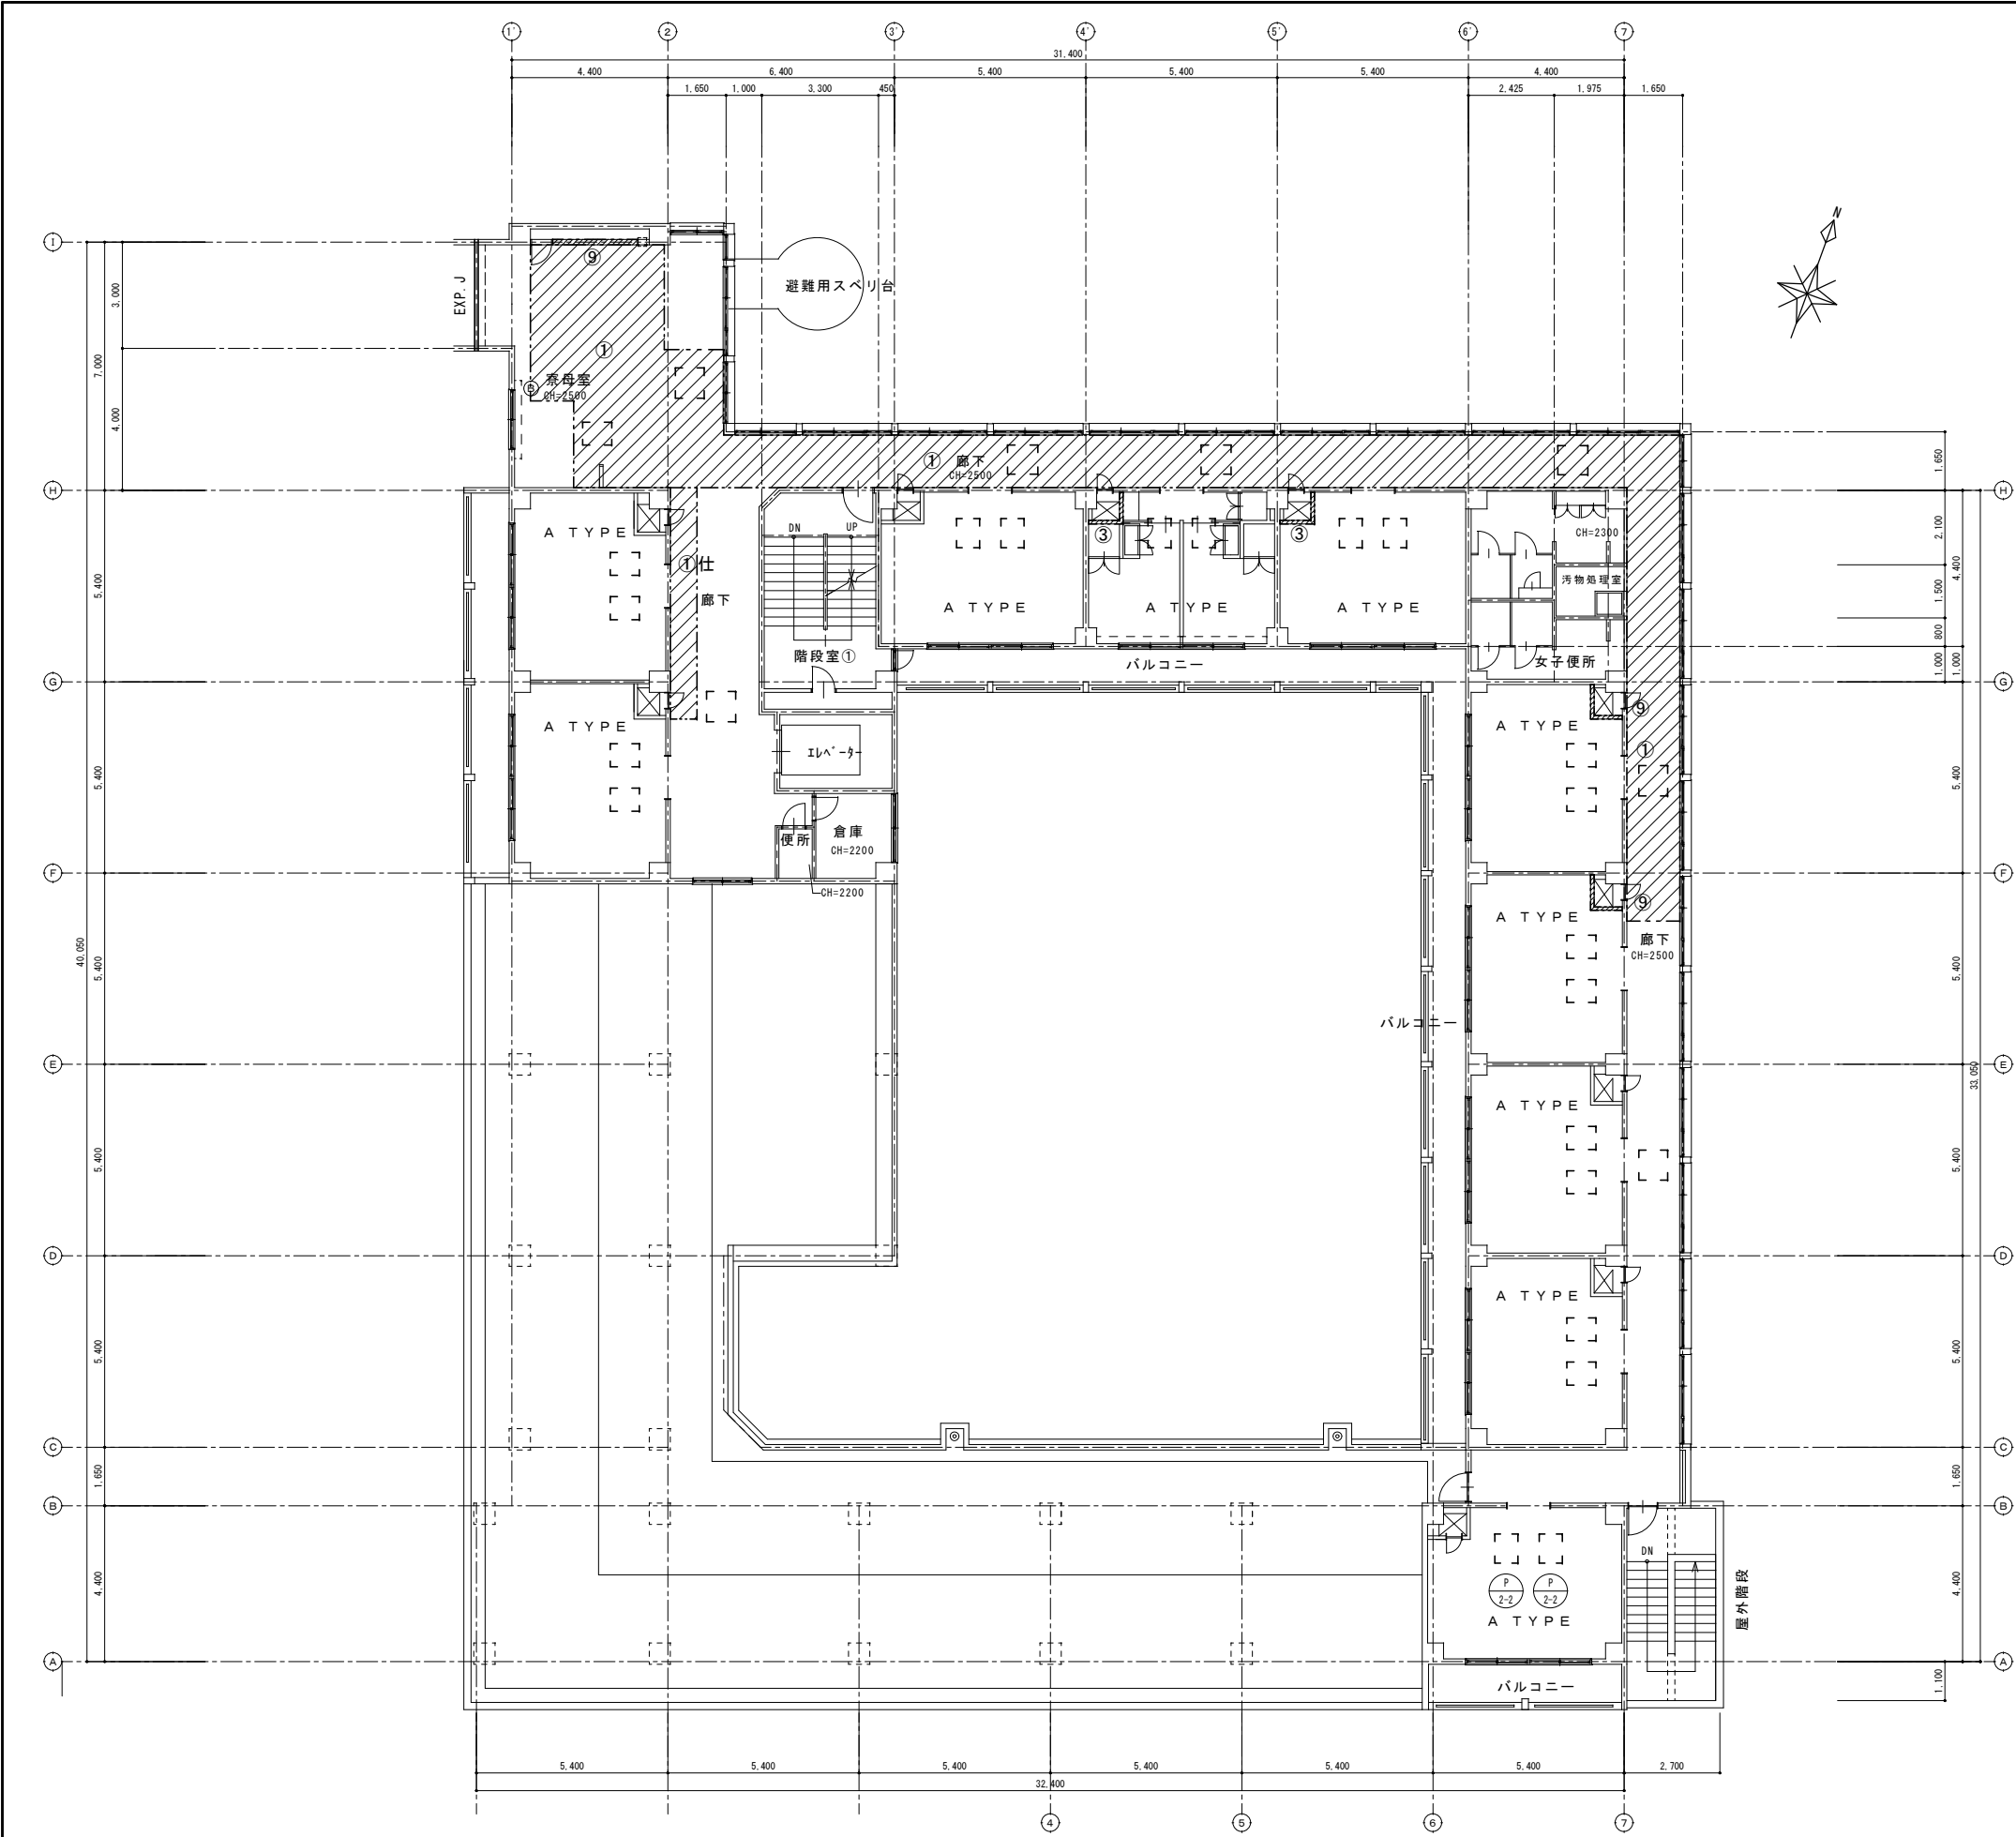 1' 2 3' 4' 5' 6' 7
31,400
4,400 6,400 5,400 5,400 5,400 4,400
1,650 1,000 3,300 450 2,425 1,975 1,650
N
I
EXP. J
⑨
避難用スベリ台
3,000
7,000
4,000
①
寮母室
CH=2500
① 廊下
CH=2500
1,650
H H
A TYPE
DN UP
③ ③
CH=2300
2,100
4,400
①仕
廊下
汚物処理室
1,500
5,400
A TYPE A TYPE A TYPE
800
階段室①
バルコニー
女子便所
1,000 1,000
G G
A TYPE
A TYPE
⑨
エレベーター
①
5,400 5,400
便所
倉庫
CH=2200
F F
CH=2200
⑨
A TYPE
廊下
CH=2500
40,050
5,400 5,400
バルコニー
E E
33,050
A TYPE
5,400 5,400
D D
A TYPE
5,400 5,400
C C
1,650 1,650
B B
DN
P
2-2
P
2-2
A TYPE
屋外階段
4,400 4,400
A A
バルコニー
1,100
5,400 5,400 5,400 5,400 5,400 5,400 2,700
32,400
4 5 6 7